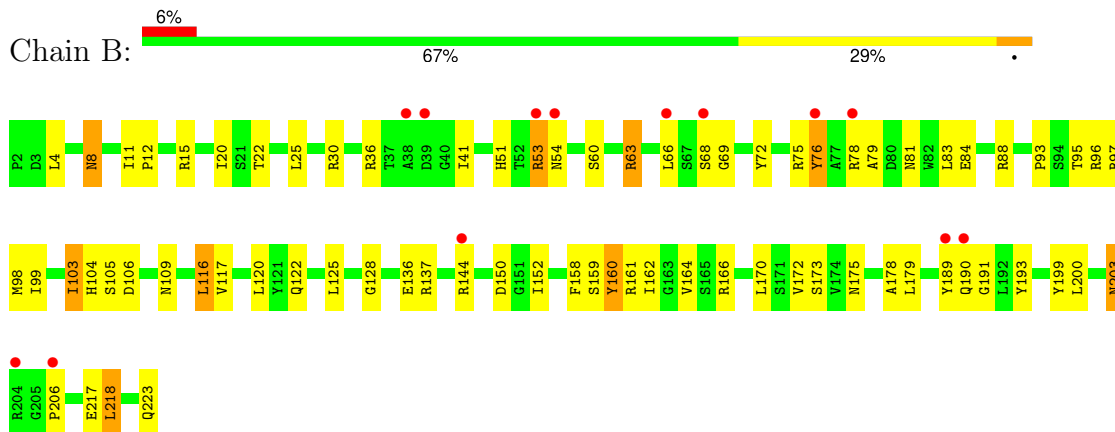 6%
Chain B:
67% 29% •
P2 D3 L4 N8 I11 P12 R15 I20 S21 T22 L25 R30 R36 T37 A38 D39 G40 I41 H51 T52 R53 N54 S60 R63 L66 S67 S68 G69 Y72 R75 Y76 A77 R78 A79 D80 N81 W82 L83 E84 R88 P93 S94 T95 R96
M98 I99 I103 H104 S105 D106 N109 L116 V117 L120 Y121 Q122 L125 G128 E136 R137 R144 D150 G151 I152 F158 S159 Y160 R161 I162 G163 V164 S165 R166 L170 S171 V172 S173 V174 N175 A178 L179 Y189 Q190 G191 L192 Y193 Y199 L200 N203
R204 G205 P206 E217 L218 Q223